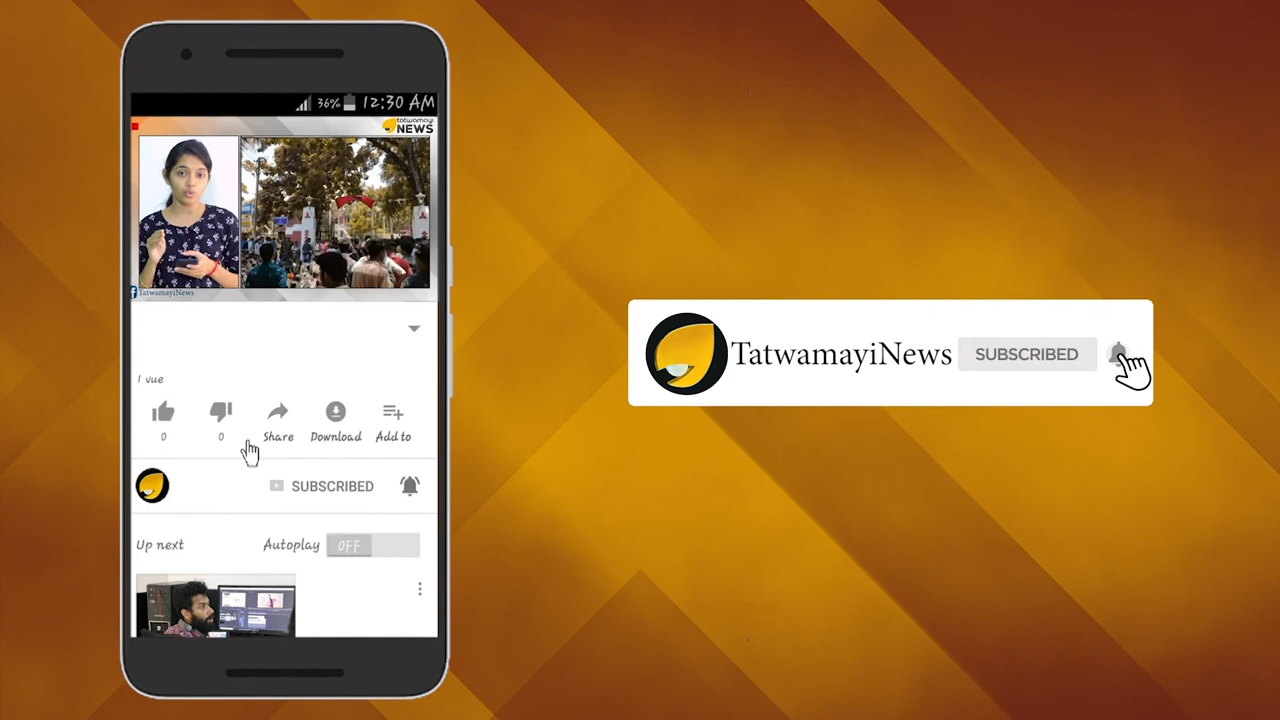 36% 12:30 AM
tatwamayi
NEWS
TatwamayiNews
1 vue
0 0 Share Download Add to
SUBSCRIBED
Up next Autoplay OFF
TatwamayiNews SUBSCRIBED